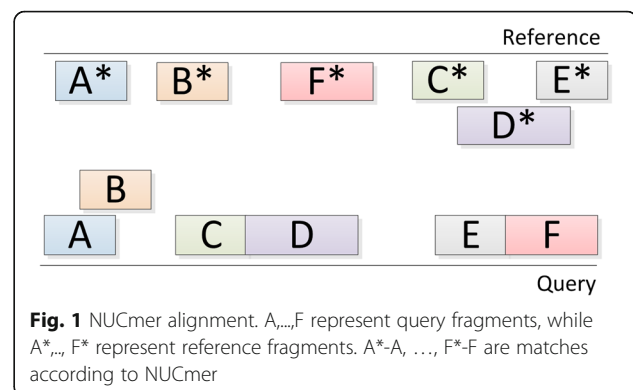 Reference
A* B* F* C* E*
D*
B
A C D E F
Query
Fig. 1 NUCmer alignment. A,...,F represent query fragments, while
A*,.., F* represent reference fragments. A*-A, …, F*-F are matches
according to NUCmer